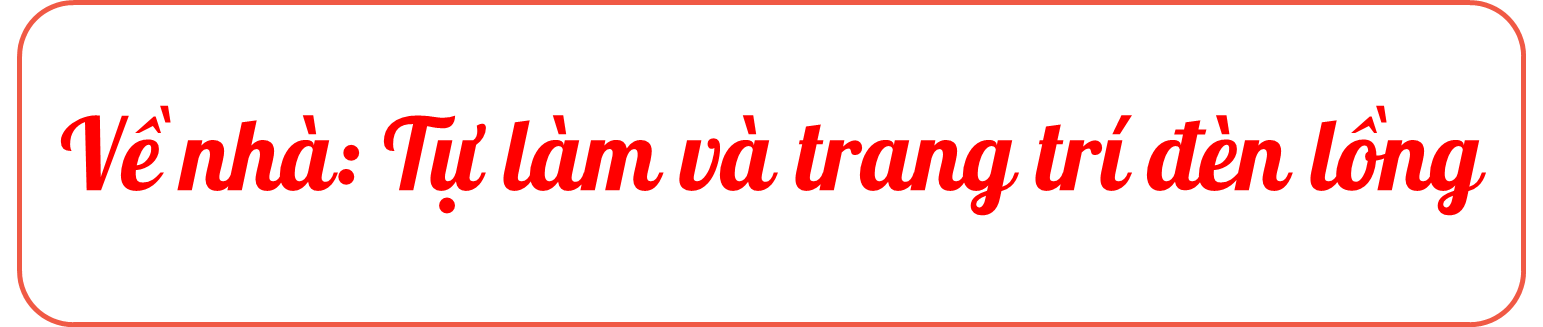 Về nhà: Tự làm và trang trí đèn lồng